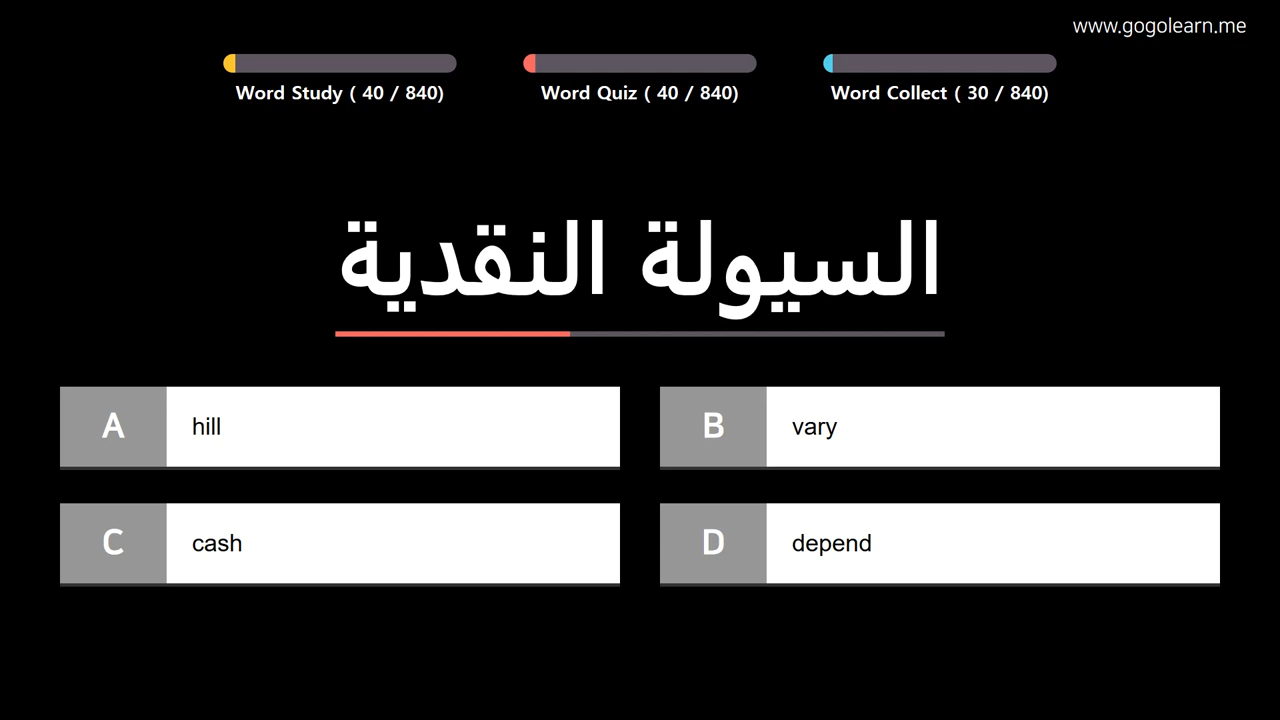 www.gogolearn.me
Word Study ( 40 / 840)
Word Quiz ( 40 / 840)
Word Collect ( 30 / 840)
السيولة النقدية
A hill
B vary
C cash
D depend